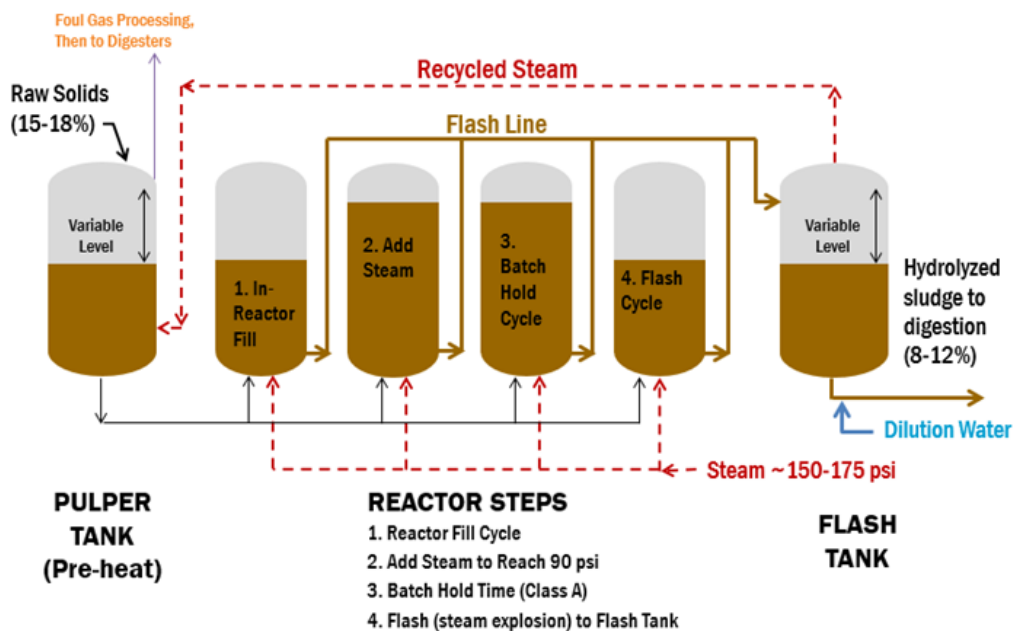 Foul Gas Processing,
Then to Digesters
Recycled Steam
Raw Solids
(15-18%)
Flash Line
Variable
Level
1. In-
Reactor
Fill
2. Add
Steam
3.
Batch
Hold
Cycle
4. Flash
Cycle
Variable
Level
Hydrolyzed
sludge to
digestion
(8-12%)
Dilution Water
Steam ~150-175 psi
PULPER
TANK
(Pre-heat)
REACTOR STEPS
1. Reactor Fill Cycle
2. Add Steam to Reach 90 psi
3. Batch Hold Time (Class A)
4. Flash (steam explosion) to Flash Tank
FLASH
TANK